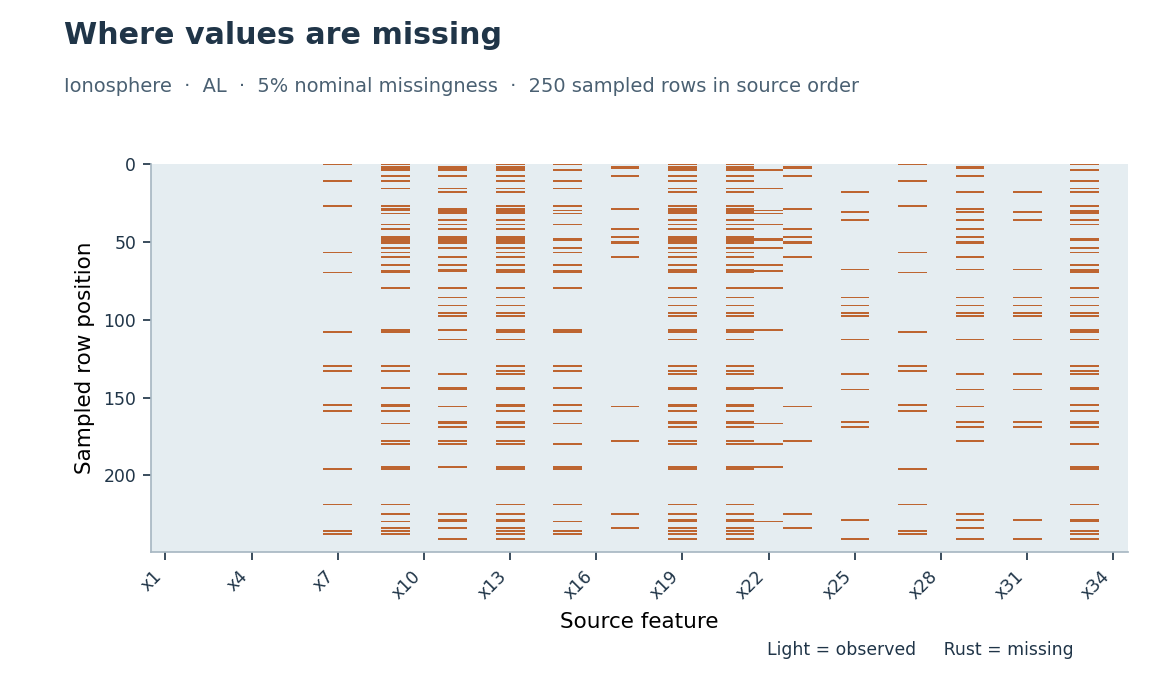 Where values are missing
Ionosphere · AL · 5% nominal missingness · 250 sampled rows in source order
0
50
100
150
200
Sampled row position
x1 x4 x7 x10 x13 x16 x19 x22 x25 x28 x31 x34
Source feature
Light = observed Rust = missing